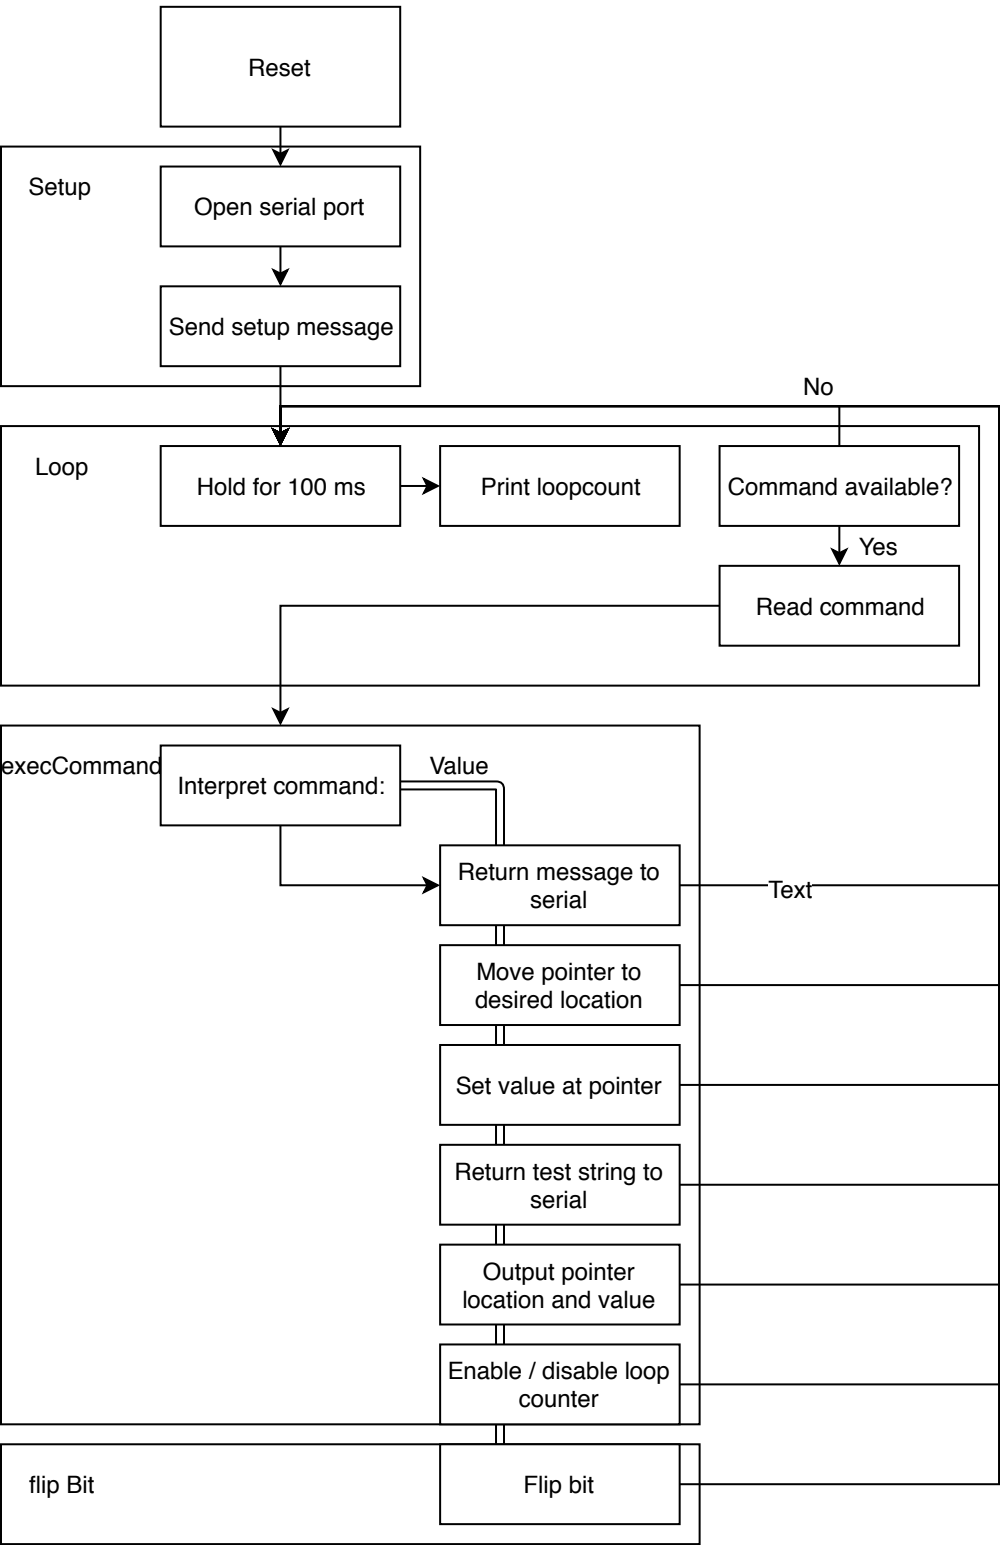 Reset
Setup
Open serial port
Send setup message
No
Loop
Hold for 100 ms
Print loopcount
Command available?
Yes
Read command
execCommand
Interpret command:
Value
Return message to
serial
Text
Move pointer to
desired location
Set value at pointer
Return test string to
serial
Output pointer
location and value
Enable / disable loop
counter
flip Bit
Flip bit